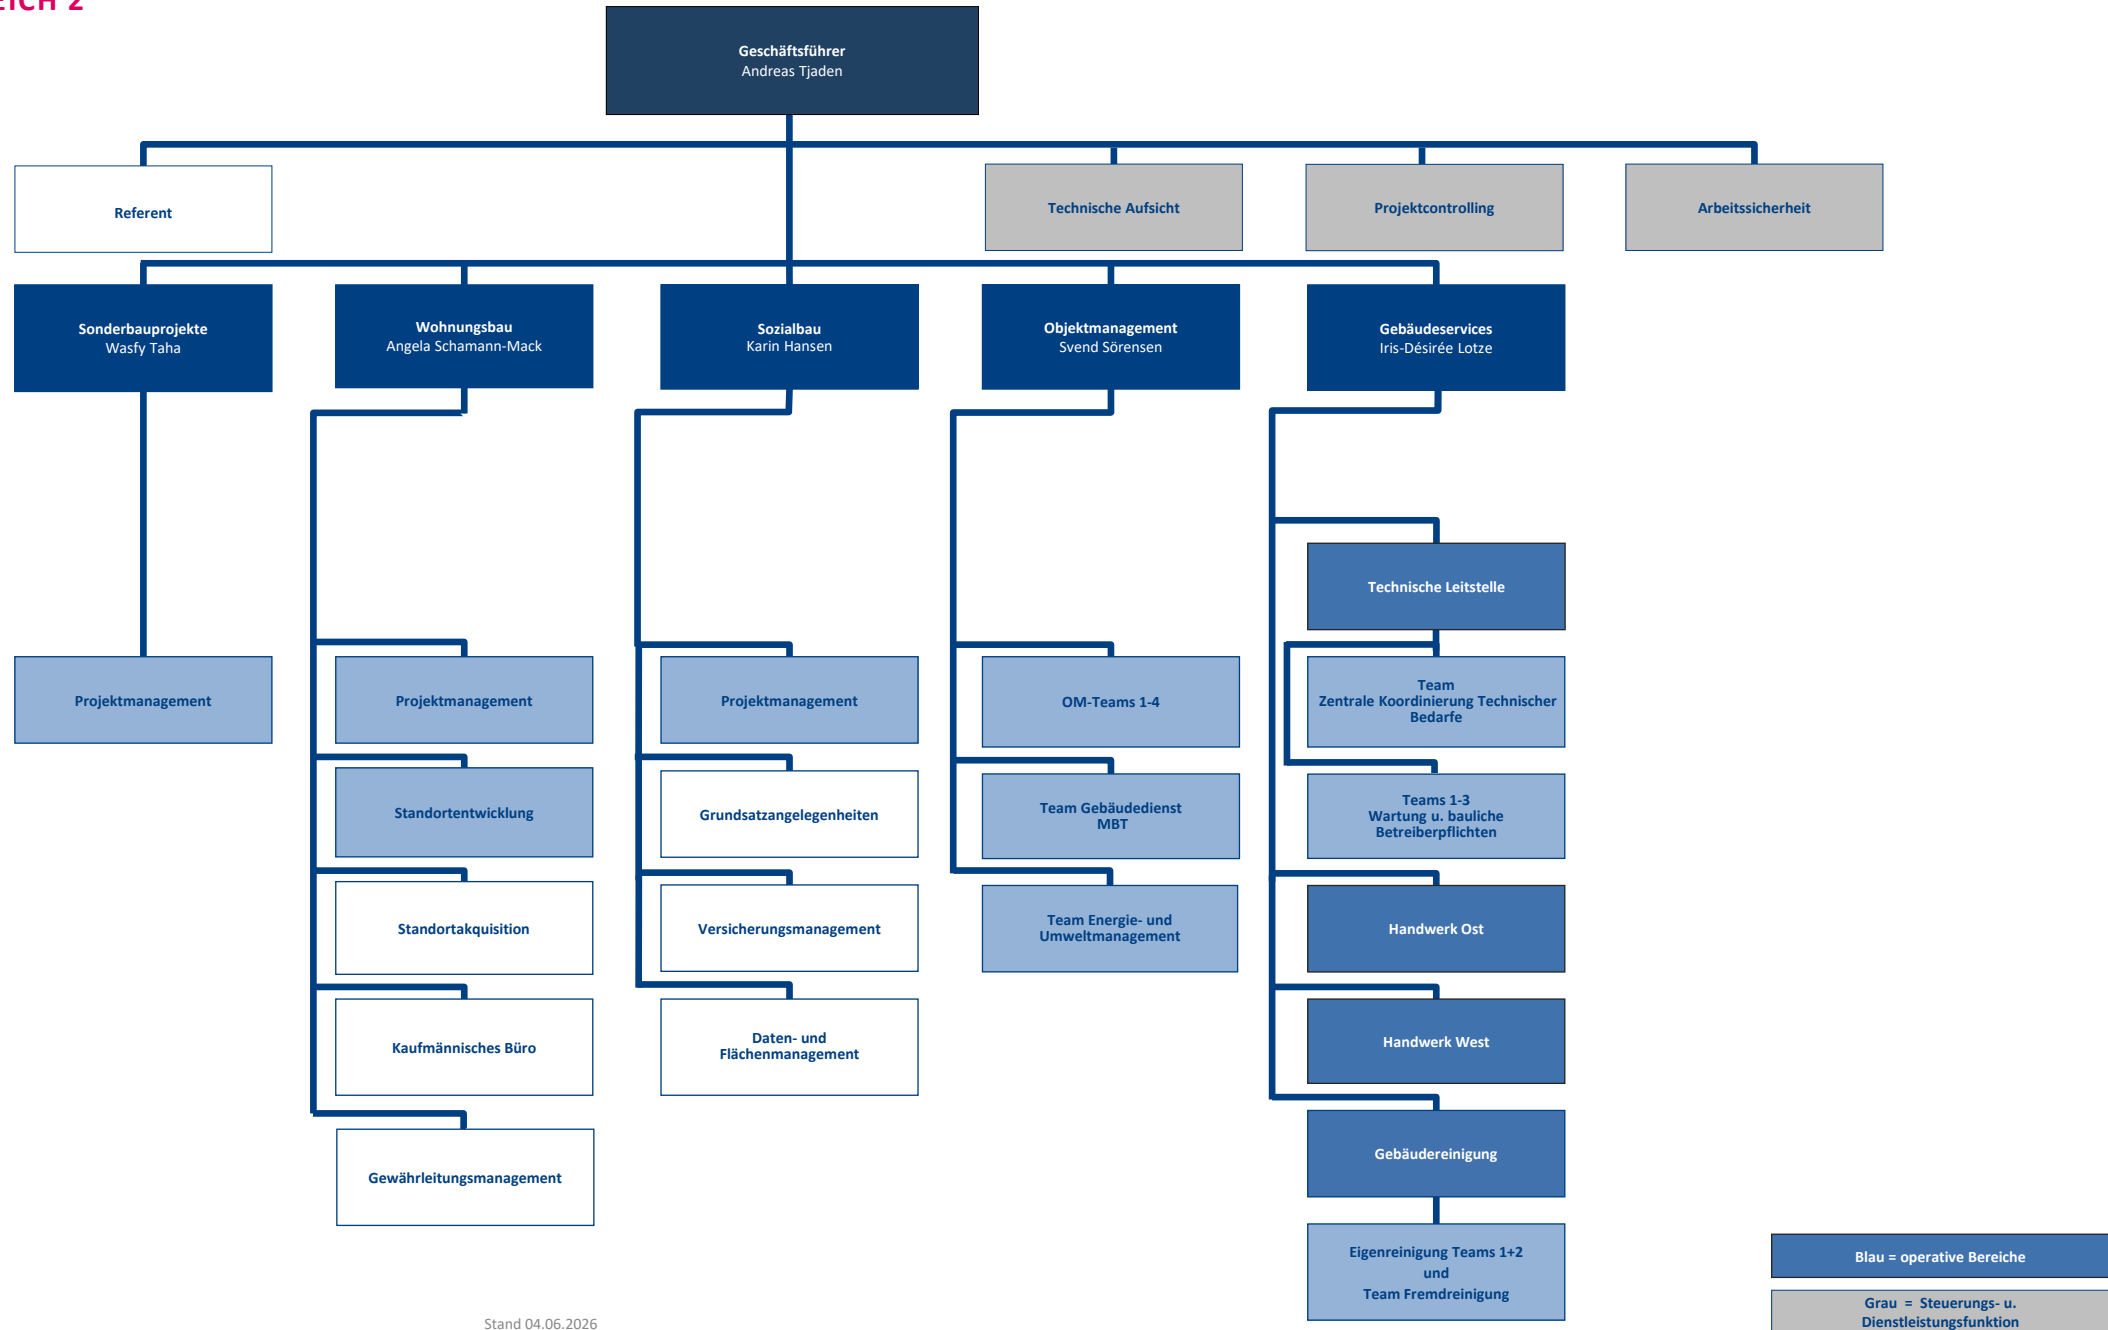 Geschäftsführer
Andreas Tjaden
Referent
Technische Aufsicht
Projektcontrolling
Arbeitssicherheit
Sonderbauprojekte
Wasfy Taha
Wohnungsbau
Angela Schamann-Mack
Sozialbau
Karin Hansen
Objektmanagement
Svend Sörensen
Gebäudeservices
Iris-Désirée Lotze
Technische Leitstelle
Projektmanagement
Projektmanagement
Projektmanagement
OM-Teams 1-4
Team
Zentrale Koordinierung Technischer
Bedarfe
Standortentwicklung
Grundsatzangelegenheiten
Team Gebäudedienst
MBT
Teams 1-3
Wartung u. bauliche
Betreiberpflichten
Standortakquisition
Versicherungsmanagement
Team Energie- und
Umweltmanagement
Handwerk Ost
Kaufmännisches Büro
Daten- und
Flächenmanagement
Handwerk West
Gewährleitungsmanagement
Gebäudereinigung
Eigenreinigung Teams 1+2
und
Team Fremdreinigung
Blau = operative Bereiche
Grau = Steuerungs- u.
Dienstleistungsfunktion
Stand 04.06.2026